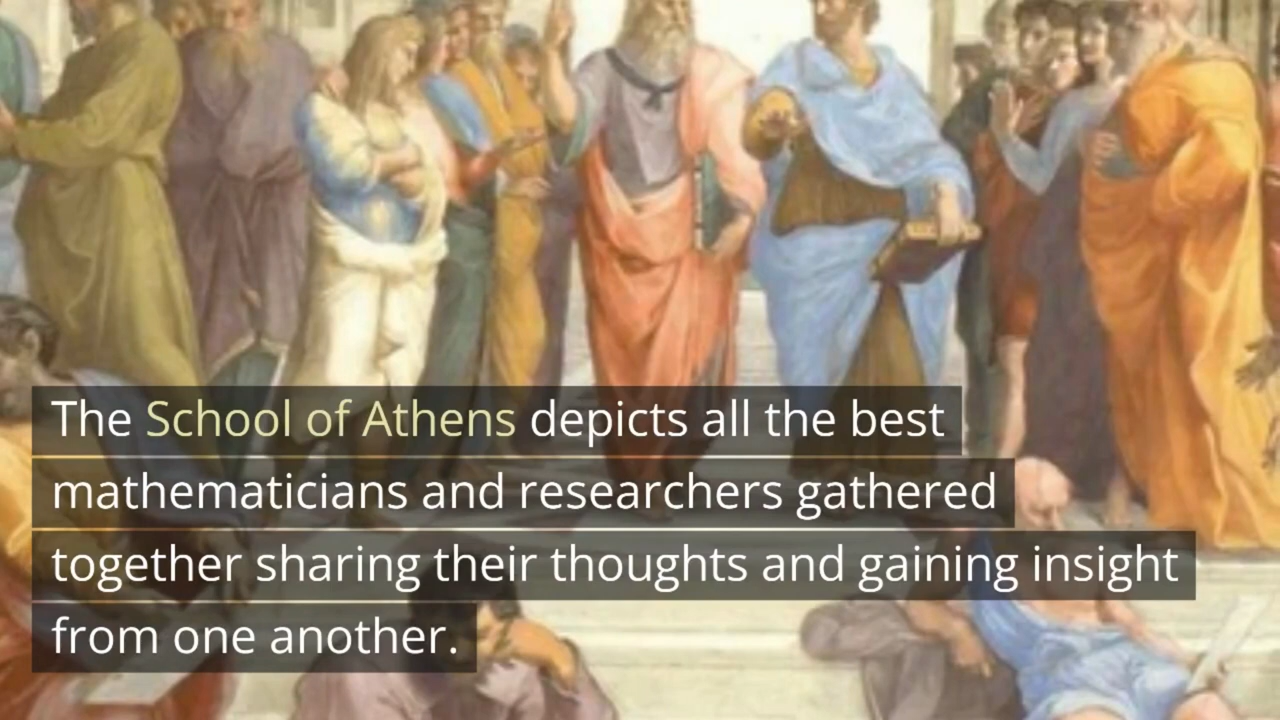 The School of Athens depicts all the best
mathematicians and researchers gathered
together sharing their thoughts and gaining insight
from one another.